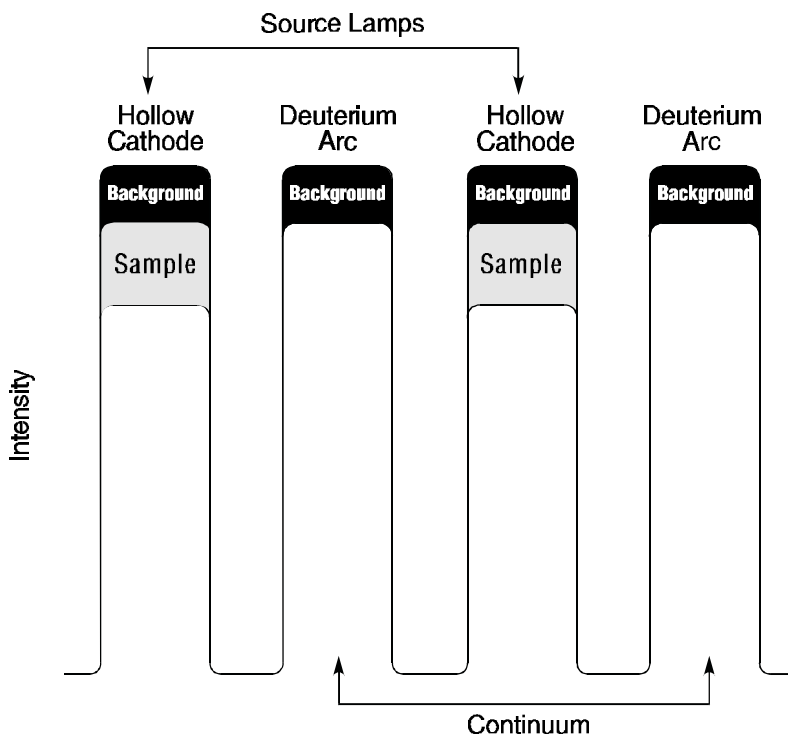 Source Lamps
Hollow
Cathode
Deuterium
Arc
Hollow
Cathode
Deuterium
Arc
Background
Background
Background
Background
Sample
Sample
Intensity
Continuum